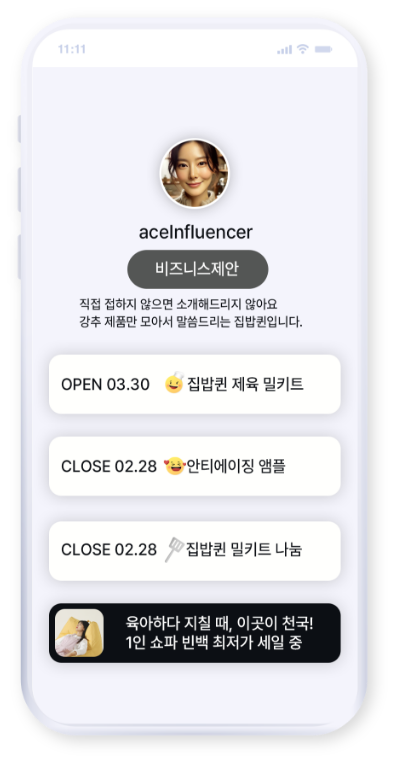 11:11
aceInfluencer
비즈니스제안
직접 접하지 않으면 소개해드리지 않아요
강추 제품만 모아서 말씀드리는 집밥퀸입니다.
OPEN 03.30 집밥퀸 제육 밀키트
CLOSE 02.28 안티에이징 앰플
CLOSE 02.28 집밥퀸 밀키트 나눔
육아하다 지칠 때, 이곳이 천국!
1인 쇼파 빈백 최저가 세일 중